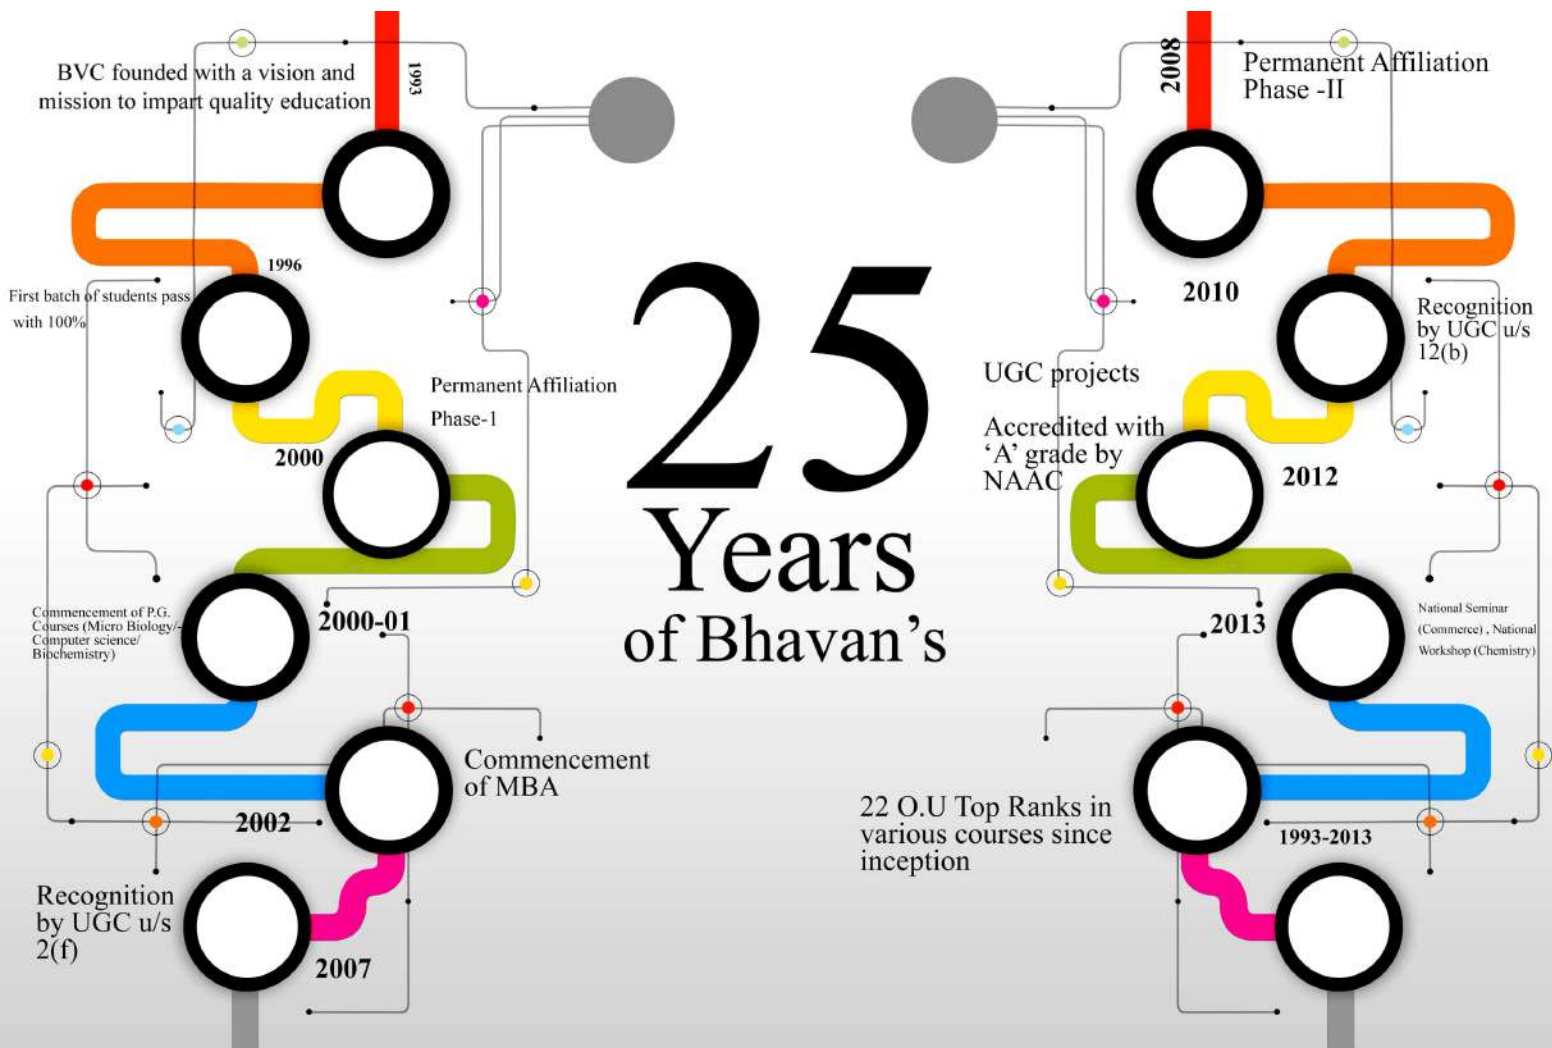 BVC founded with a vision and
mission to impart quality education
1993
1996
First batch of students pass
with 100%
Permanent Affiliation
Phase-1
2000
Commencement of P.G.
Courses (Micro Biology/-
Computer science/
Biochemistry)
2000-01
Commencement
of MBA
2002
Recognition
by UGC u/s
2(f)
2007
25
Years
of Bhavan’s
2008
Permanent Affiliation
Phase -II
2010
Recognition
by UGC u/s
12(b)
UGC projects
Accredited with
‘A’ grade by
NAAC
2012
2013
National Seminar
(Commerce) , National
Workshop (Chemistry)
22 O.U Top Ranks in
various courses since
inception
1993-2013